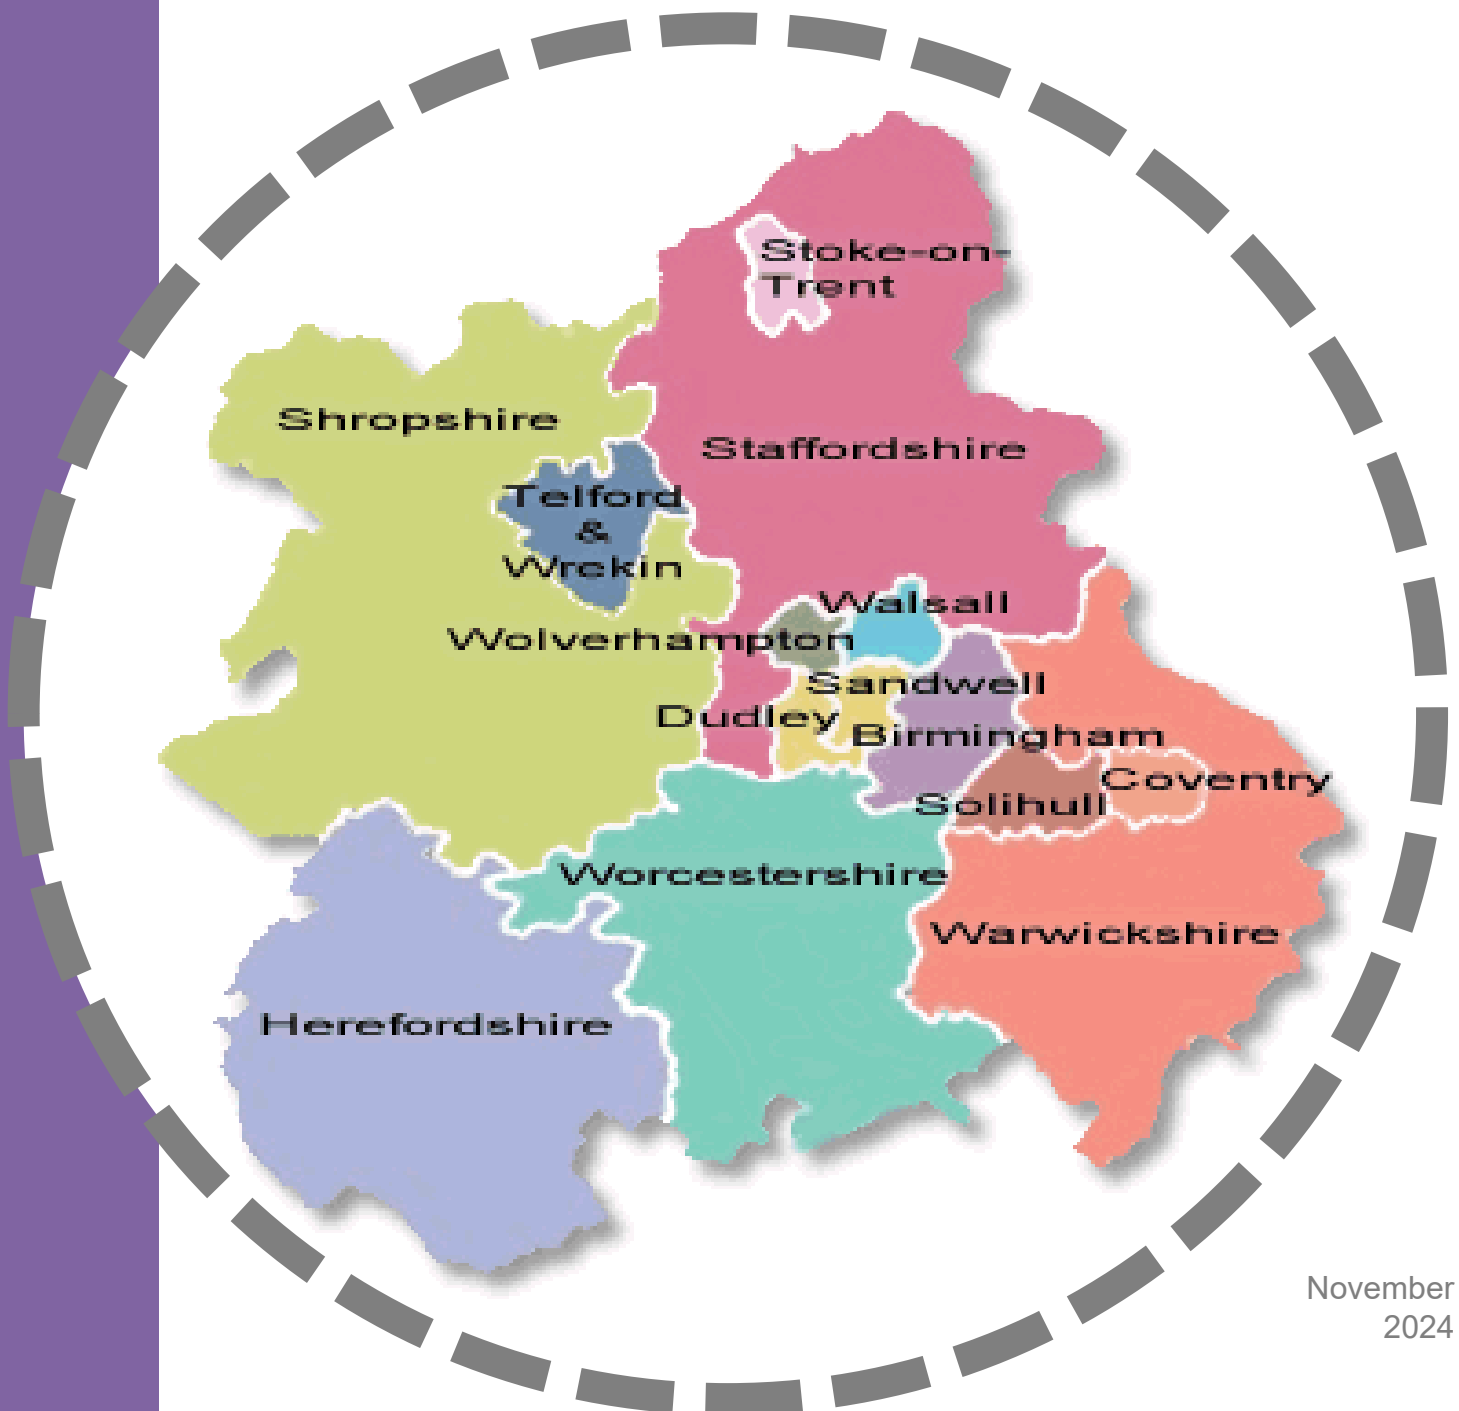 Stoke-on-
Trent
Shropshire
Staffordshire
Telford
&
Wrekin
Walsall
Wolverhampton
Sandwell
Dudley
Birmingham
Coventry
Solihull
Worcestershire
Warwickshire
Herefordshire
November
2024